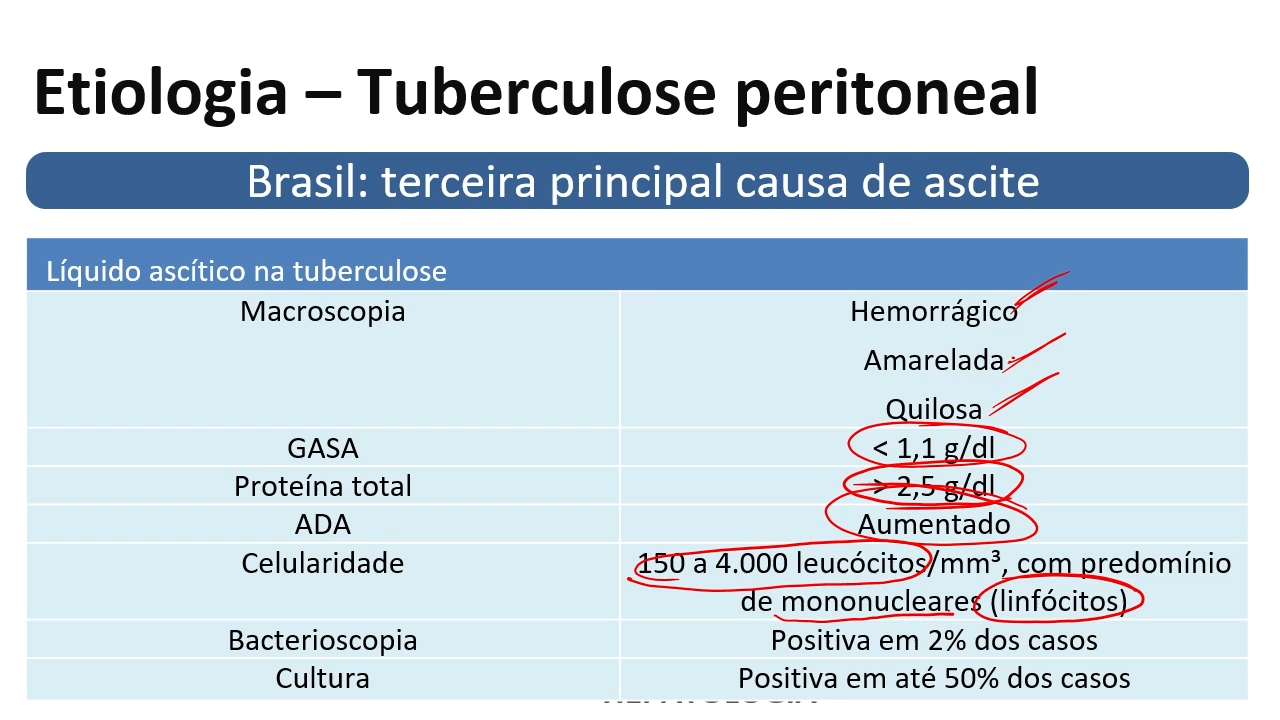 Etiologia – Tuberculose peritoneal
Brasil: terceira principal causa de ascite
Líquido ascítico na tuberculose
Macroscopia
Hemorrágico
Amarelada
Quilosa
GASA
< 1,1 g/dl
Proteína total
> 2,5 g/dl
ADA
Aumentado
Celularidade
150 a 4.000 leucócitos/mm³, com predomínio
de mononucleares (linfócitos)
Bacterioscopia
Positiva em 2% dos casos
Cultura
Positiva em até 50% dos casos